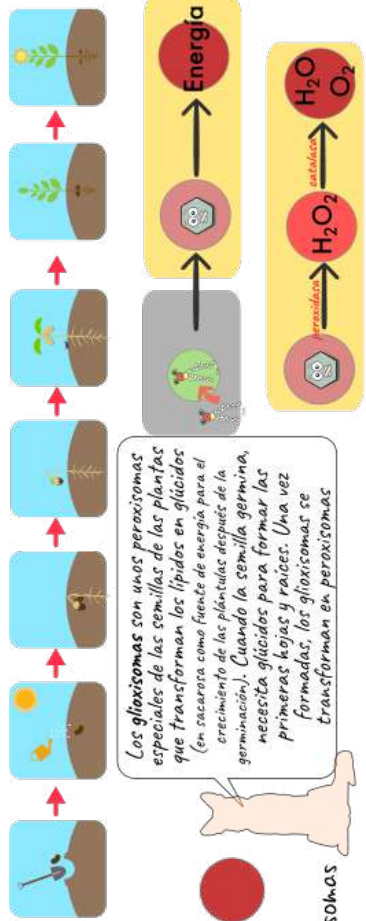 Los glioxisomas son unos peroxisomas
especiales de las semillas de las plantas
que transforman los lípidos en glúcidos
(en sacarosa como fuente de energía para el
crecimiento de las plántulas después de la
germinación). Cuando la semilla germina,
necesita glúcidos para formar las
primeras hojas y raíces. Una vez
formadas, los glioxisomas se
transforman en peroxisomas
Energía
peroxidasa
H₂O₂
catalasa
H₂O
O₂
somas